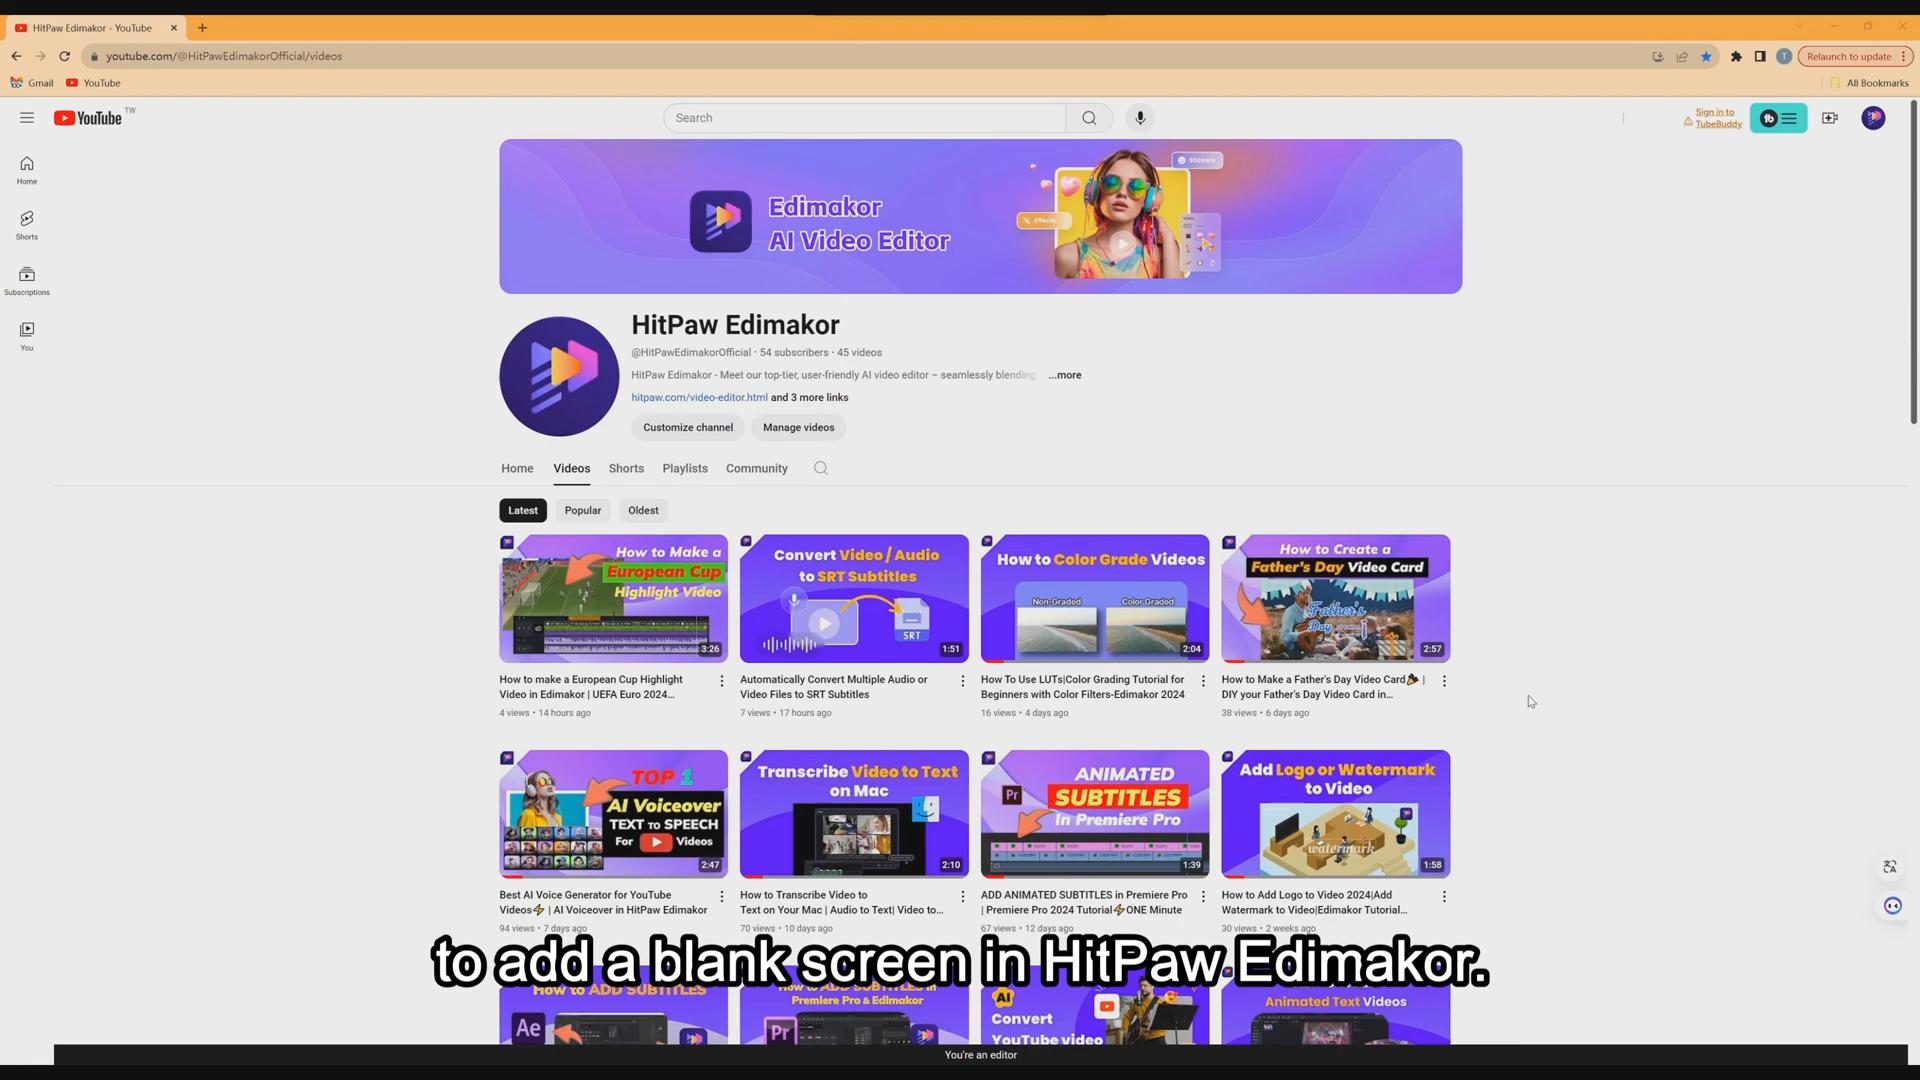 HitPaw Edimakor - YouTube
youtube.com/@HitPawEdimakorOfficial/videos
Relaunch to update
Gmail
YouTube
All Bookmarks
YouTube TW
Search
Sign in to
TubeBuddy
Home
Shorts
Subscriptions
You
Edimakor
AI Video Editor
Stickers
Effects
HitPaw Edimakor
@HitPawEdimakorOfficial • 54 subscribers • 45 videos
HitPaw Edimakor - Meet our top-tier, user-friendly AI video editor – seamlessly blending ...more
hitpaw.com/video-editor.html and 3 more links
Customize channel
Manage videos
Home Videos Shorts Playlists Community
Latest Popular Oldest
How to Make a
European Cup
Highlight Video
3:26
Convert Video / Audio
to SRT Subtitles
SRT
1:51
How to Color Grade Videos
Non-Graded
Color Graded
2:04
How to Create a
Father's Day Video Card
Father's
Day
2:57
How to make a European Cup Highlight
Video in Edimakor | UEFA Euro 2024...
4 views • 14 hours ago
Automatically Convert Multiple Audio or
Video Files to SRT Subtitles
7 views • 17 hours ago
How To Use LUTs|Color Grading Tutorial for
Beginners with Color Filters-Edimakor 2024
16 views • 4 days ago
How to Make a Father's Day Video Card🎉 |
DIY your Father's Day Video Card in...
38 views • 6 days ago
TOP 1
AI Voiceover
TEXT to SPEECH
For Videos
2:47
Transcribe Video to Text
on Mac
2:10
ANIMATED
Pr SUBTITLES
In Premiere Pro
1:39
Add Logo or Watermark
to Video
watermark
1:58
Best AI Voice Generator for YouTube
Videos⚡ | AI Voiceover in HitPaw Edimakor
94 views • 7 days ago
How to Transcribe Video to
Text on Your Mac | Audio to Text| Video to...
70 views • 10 days ago
ADD ANIMATED SUBTITLES in Premiere Pro
| Premiere Pro 2024 Tutorial⚡ONE Minute
67 views • 12 days ago
How to Add Logo to Video 2024|Add
Watermark to Video|Edimakor Tutorial...
30 views • 2 weeks ago
to add a blank screen in HitPaw Edimakor.
How to ADD SUBTITLES
Ae
How to ADD SUBTITLES in
Premiere Pro & Edimakor
Pr
AI
Convert
YouTube video
Animated Text Videos
You're an editor